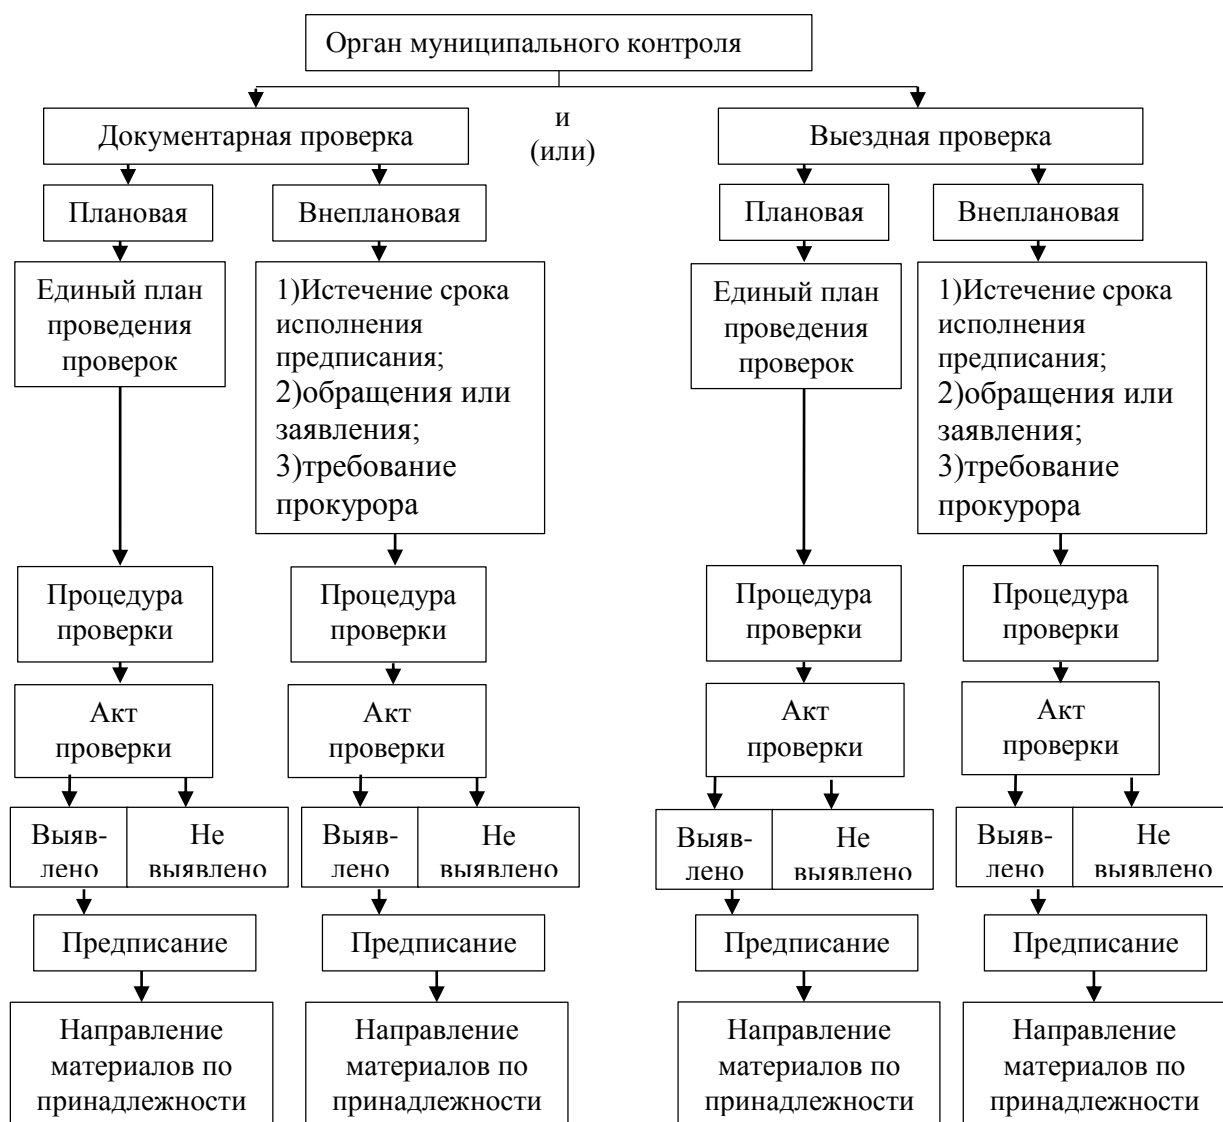 Орган муниципального контроля
и
(или)
Документарная проверка
Выездная проверка
Плановая
Внеплановая
Плановая
Внеплановая
Единый план
проведения
проверок
1)Истечение срока
исполнения
предписания;
2)обращения или
заявления;
3)требование
прокурора
Единый план
проведения
проверок
1)Истечение срока
исполнения
предписания;
2)обращения или
заявления;
3)требование
прокурора
Процедура
проверки
Процедура
проверки
Процедура
проверки
Процедура
проверки
Акт
проверки
Акт
проверки
Акт
проверки
Акт
проверки
Выяв-
лено
Не
выявлено
Выяв-
лено
Не
выявлено
Выяв-
лено
Не
выявлено
Выяв-
лено
Не
выявлено
Предписание
Предписание
Предписание
Предписание
Направление
материалов по
принадлежности
Направление
материалов по
принадлежности
Направление
материалов по
принадлежности
Направление
материалов по
принадлежности